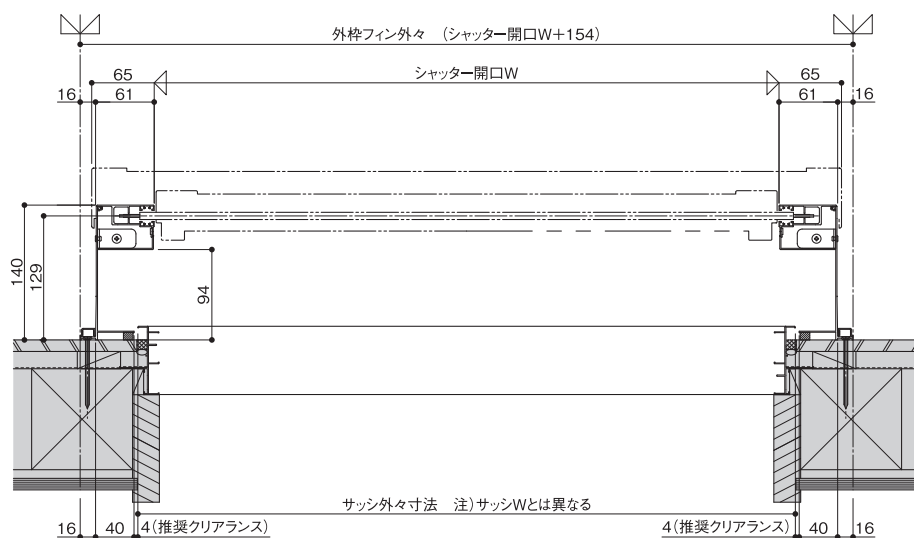 外枠フィン外々 （シャッター開口W+154）
65 シャッター開口W 65
16 61 61 16
140
129
94
サッシ外々寸法 注）サッシWとは異なる
16 40 4（推奨クリアランス） 4（推奨クリアランス） 40 16